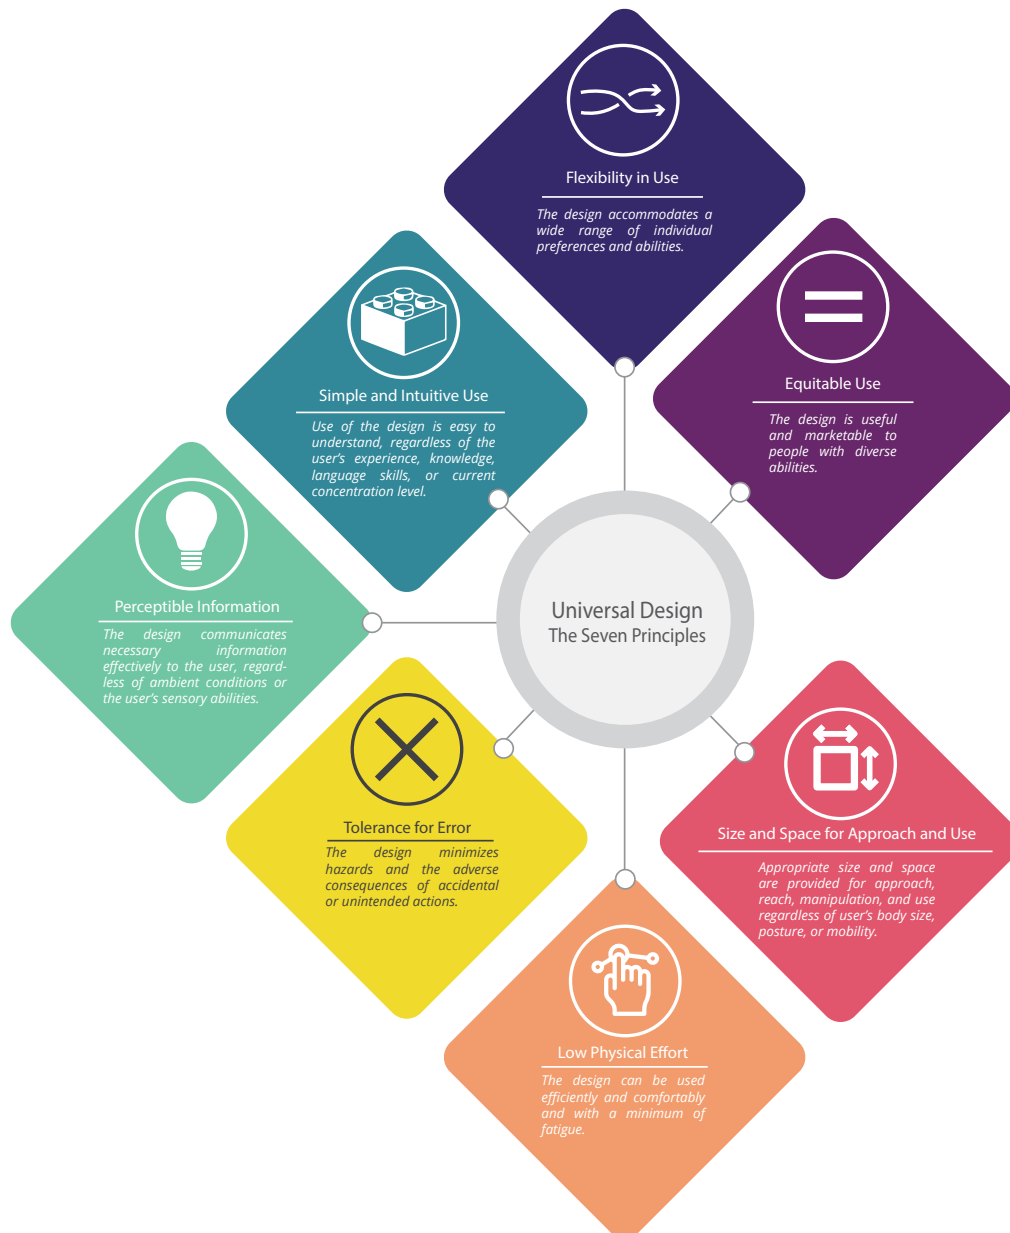 Flexibility in Use
The design accommodates a
wide range of individual
preferences and abilities.
Equitable Use
The design is useful
and marketable to
people with diverse
abilities.
Simple and Intuitive Use
Use of the design is easy to
understand, regardless of the
user's experience, knowledge,
language skills, or current
concentration level.
Perceptible Information
The design communicates
necessary information
effectively to the user, regard-
less of ambient conditions or
the user's sensory abilities.
Universal Design
The Seven Principles
Tolerance for Error
The design minimizes
hazards and the adverse
consequences of accidental
or unintended actions.
Size and Space for Approach and Use
Appropriate size and space
are provided for approach,
reach, manipulation, and use
regardless of user's body size,
posture, or mobility.
Low Physical Effort
The design can be used
efficiently and comfortably
and with a minimum of
fatigue.